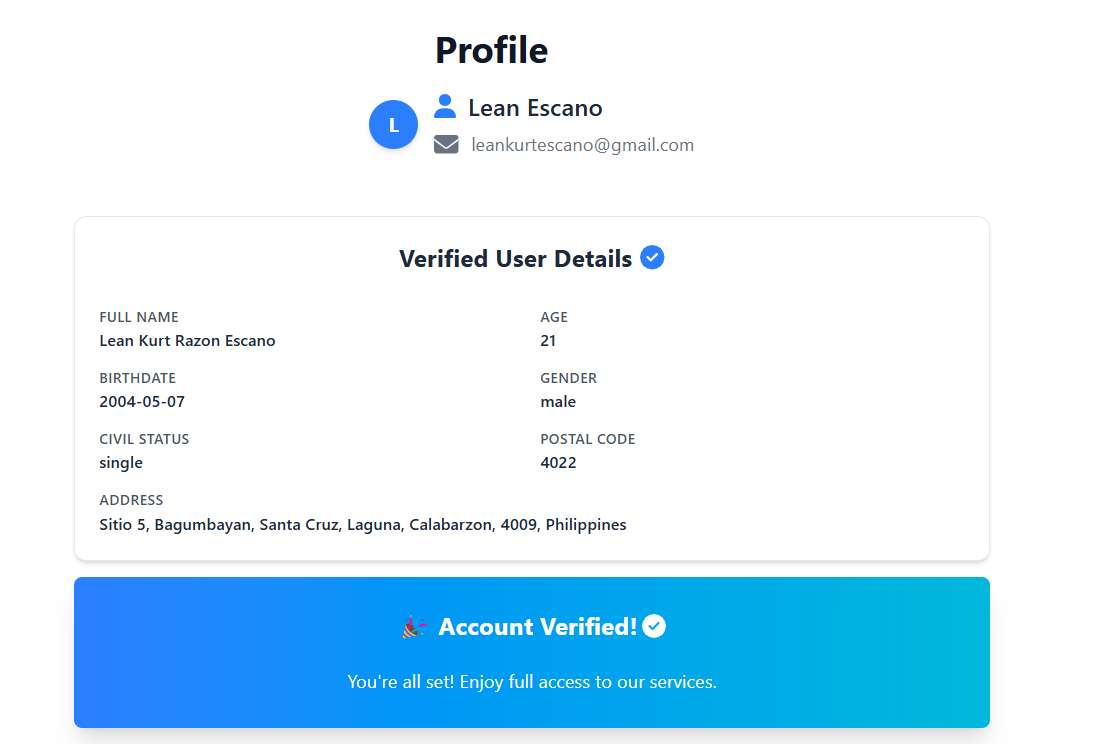 Profile
L
Lean Escano
leankurtescano@gmail.com
Verified User Details
FULL NAME
Lean Kurt Razon Escano
AGE
21
BIRTHDATE
2004-05-07
GENDER
male
CIVIL STATUS
single
POSTAL CODE
4022
ADDRESS
Sitio 5, Bagumbayan, Santa Cruz, Laguna, Calabarzon, 4009, Philippines
🎉 Account Verified!
You're all set! Enjoy full access to our services.